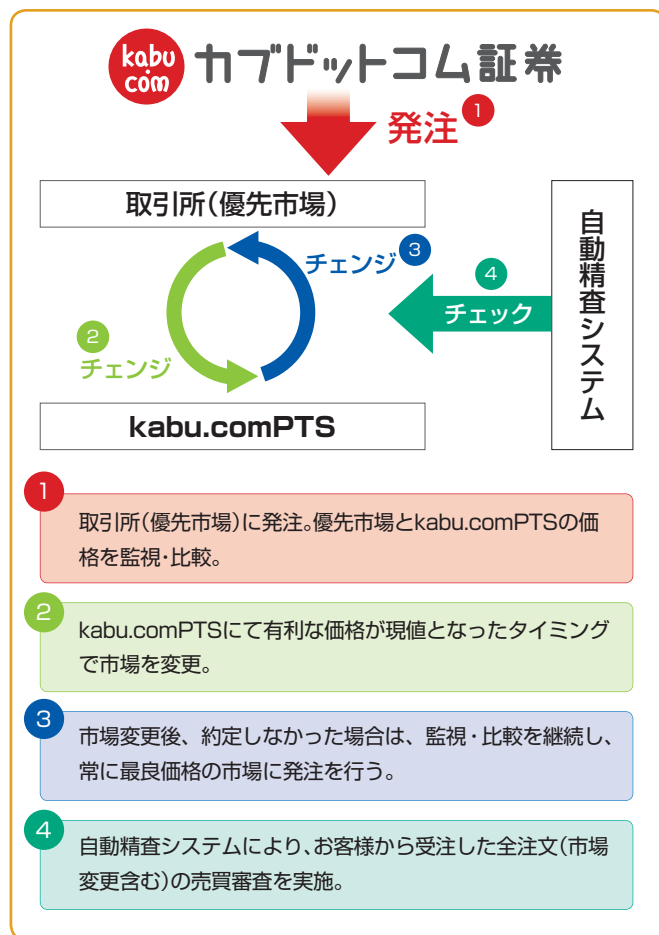 kabu.com カブドットコム証券
発注 1
取引所(優先市場)
チェンジ 3
4
チェック
2
チェンジ
自動精査システム
kabu.comPTS
1
取引所(優先市場)に発注。優先市場とkabu.comPTSの価
格を監視・比較。
2
kabu.comPTSにて有利な価格が現値となったタイミング
で市場を変更。
3
市場変更後、約定しなかった場合は、監視・比較を継続し、
常に最良価格の市場に発注を行う。
4
自動精査システムにより、お客様から受注した全注文(市場
変更含む)の売買審査を実施。